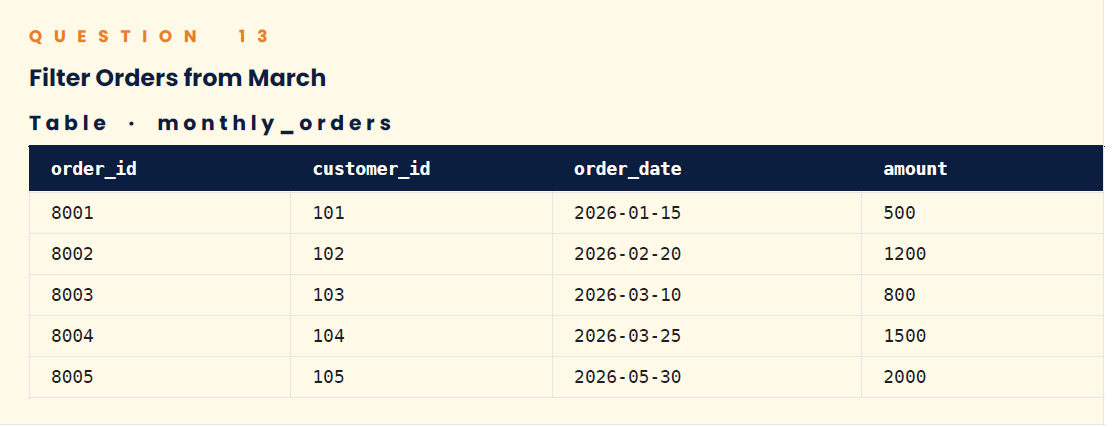 QUESTION 13
Filter Orders from March
Table · monthly_orders
order_id customer_id order_date amount
8001 101 2026-01-15 500
8002 102 2026-02-20 1200
8003 103 2026-03-10 800
8004 104 2026-03-25 1500
8005 105 2026-05-30 2000